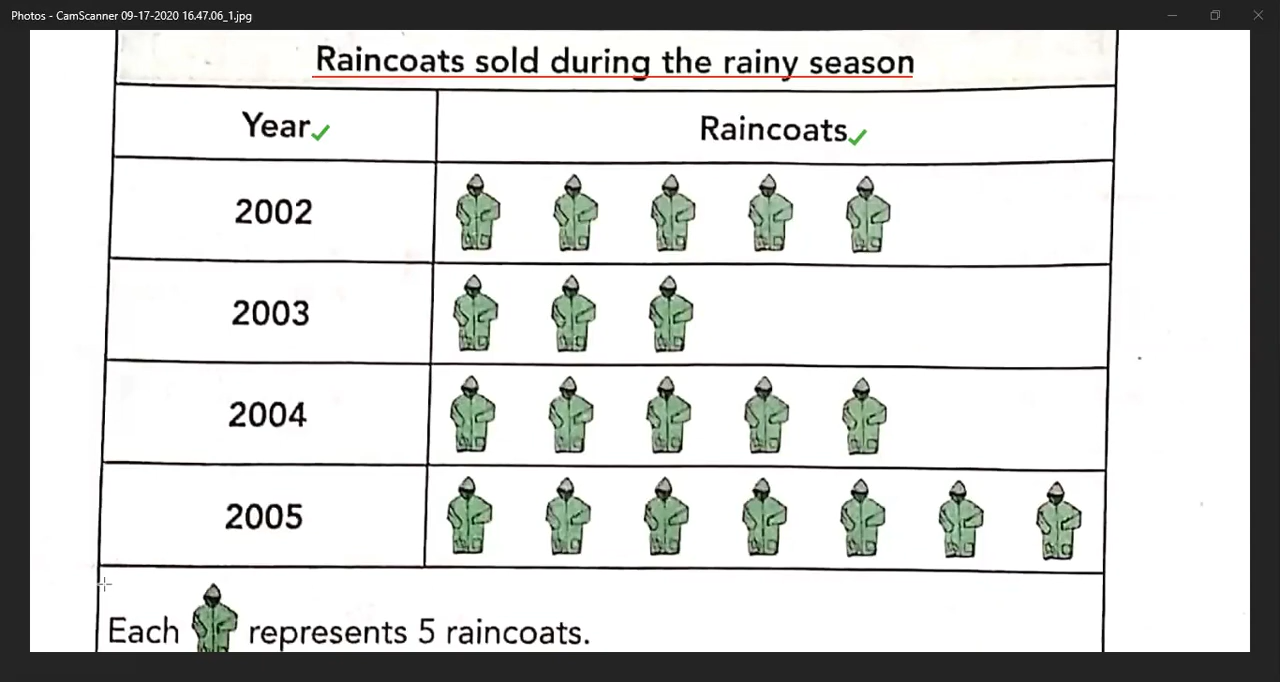 Photos - CamScanner 09-17-2020 16.47.06_1.jpg
Raincoats sold during the rainy season
Year Raincoats
2002
2003
2004
2005
Each represents 5 raincoats.